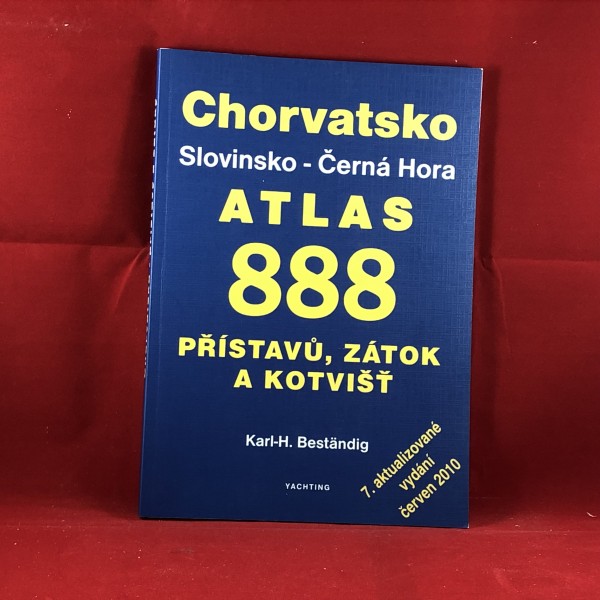 Chorvatsko
Slovinsko - Černá Hora
ATLAS
888
PŘÍSTAVŮ, ZÁTOK
A KOTVIŠŤ
Karl-H. Beständig
7. aktualizované
vydání
červen 2010
YACHTING